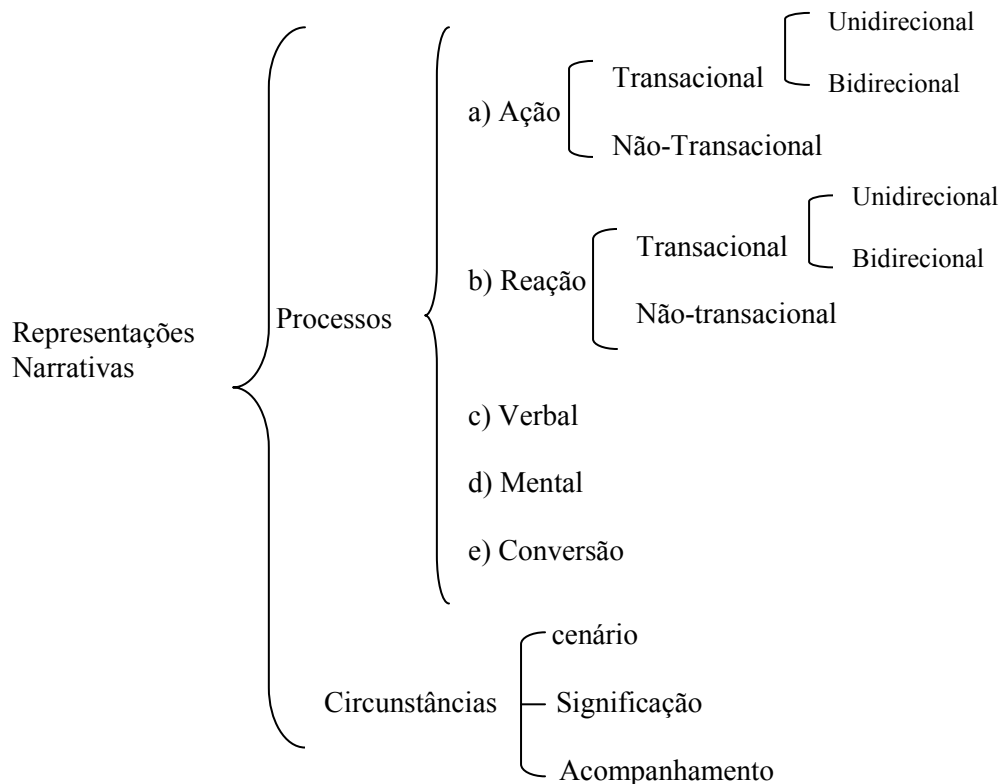 Unidirecional
Transacional
Bidirecional
a) Ação
Não-Transacional
Unidirecional
Transacional
Bidirecional
b) Reação
Não-transacional
Processos
Representações
Narrativas
c) Verbal
d) Mental
e) Conversão
cenário
Circunstâncias
Significação
Acompanhamento